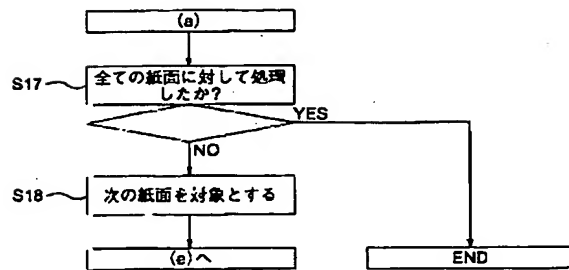 (a)
S17
全ての紙面に対して処理
したか?
YES
NO
S18
次の紙面を対象とする
(e)へ
END